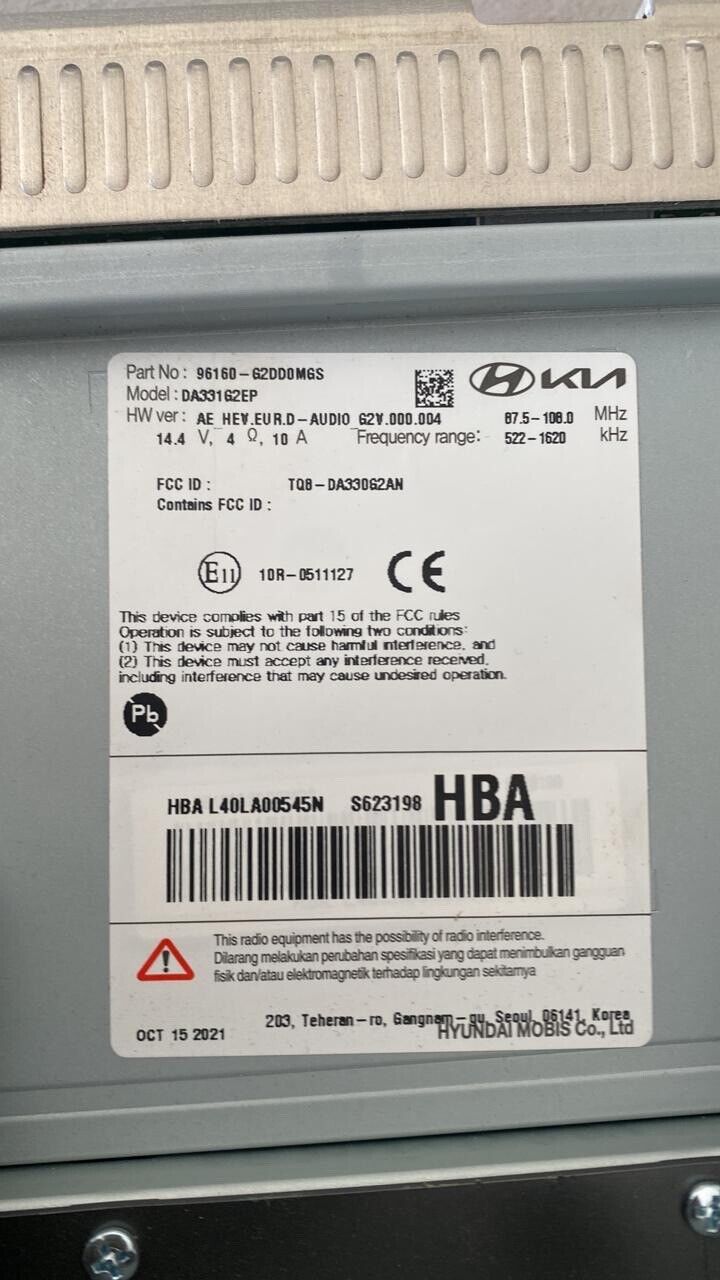 Part No : 96160-G2DD0MGS
Model : DA331G2EP
HW ver : AE_HEV.EUR.D-AUDIO_G2V.000.004
14.4 V, 4 Ω, 10 A Frequency range: 87.5-108.0 MHz
522-1620 kHz
KIA
FCC ID : TQ8-DA330G2AN
Contains FCC ID :
E11 10R-0511127 CE
This device complies with part 15 of the FCC rules
Operation is subject to the following two conditions:
(1) This device may not cause harmful interference, and
(2) This device must accept any interference received,
including interference that may cause undesired operation.
Pb
HBA L40LA00545N S623198 HBA
This radio equipment has the possibility of radio interference.
Dilarang melakukan perubahan spesifikasi yang dapat menimbulkan gangguan
fisik dan/atau elektromagnetik terhadap lingkungan sekitarnya
203, Teheran-ro, Gangnam-gu, Seoul, 06141, Korea
OCT 15 2021 HYUNDAI MOBIS Co., Ltd